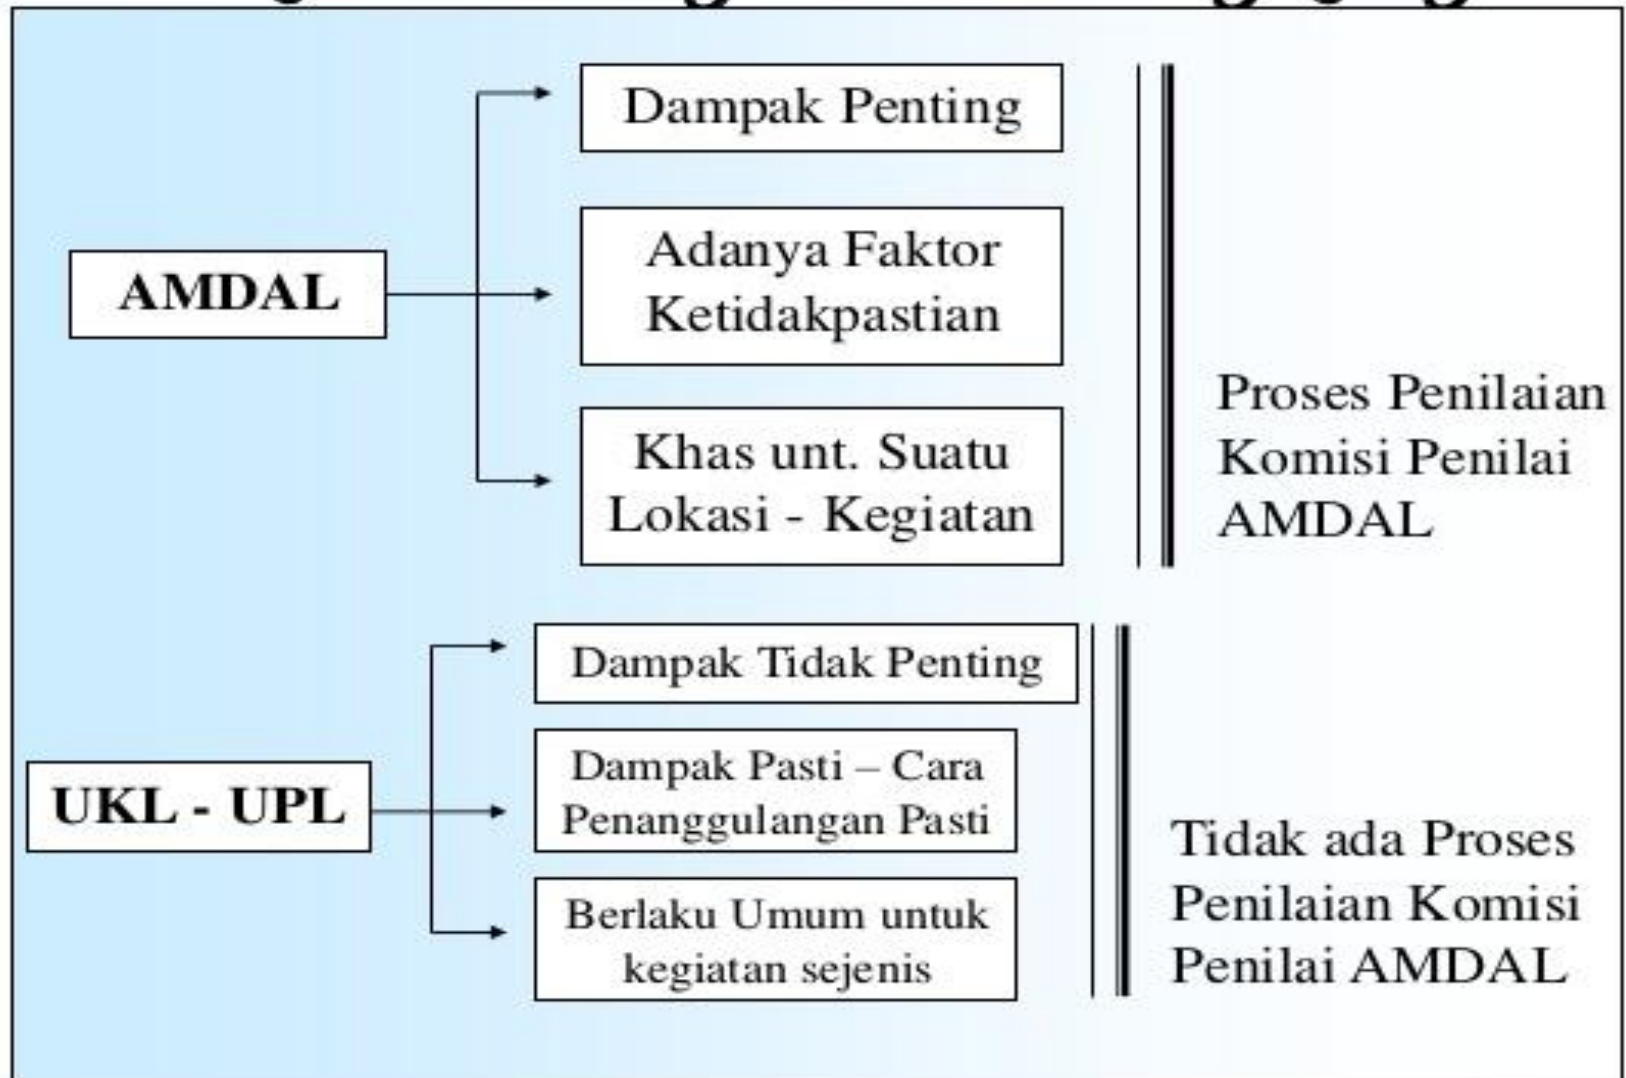 Dampak Penting
AMDAL
Adanya Faktor
Ketidakpastian
Khas unt. Suatu
Lokasi - Kegiatan
Proses Penilaian
Komisi Penilai
AMDAL
Dampak Tidak Penting
UKL - UPL
Dampak Pasti – Cara
Penanggulangan Pasti
Berlaku Umum untuk
kegiatan sejenis
Tidak ada Proses
Penilaian Komisi
Penilai AMDAL